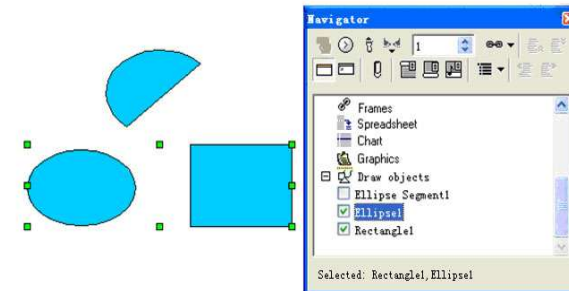 Navigator
1
Frames
Spreadsheet
Chart
Graphics
Draw objects
Ellipse Segment1
Ellipse1
Rectangle1
Selected: Rectangle1,Ellipse1